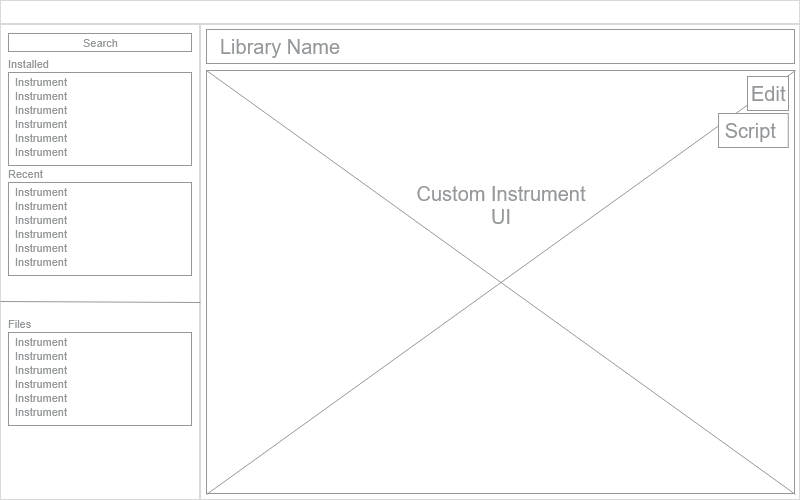 Search
Installed
Instrument
Instrument
Instrument
Instrument
Instrument
Instrument
Recent
Instrument
Instrument
Instrument
Instrument
Instrument
Instrument
Files
Instrument
Instrument
Instrument
Instrument
Instrument
Instrument
Library Name
Edit
Script
Custom Instrument
UI